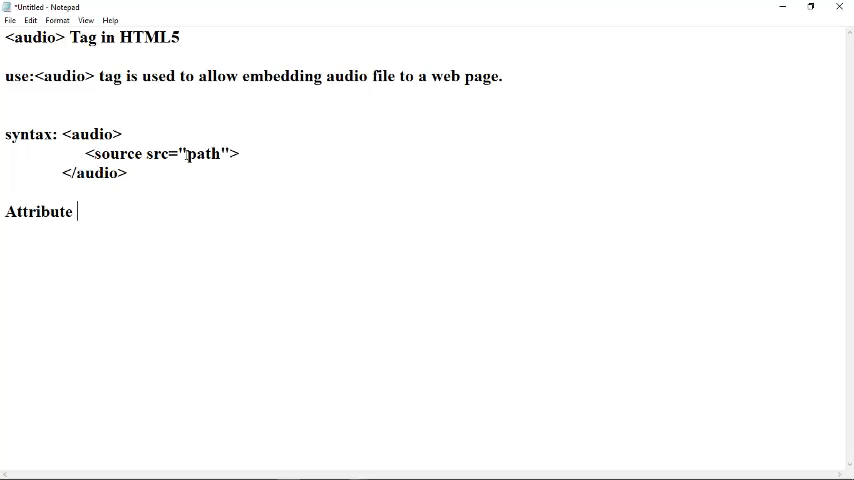 *Untitled - Notepad
File Edit Format View Help
<audio> Tag in HTML5
use:<audio> tag is used to allow embedding audio file to a web page.
syntax: <audio>
<source src="path">
</audio>
Attribute